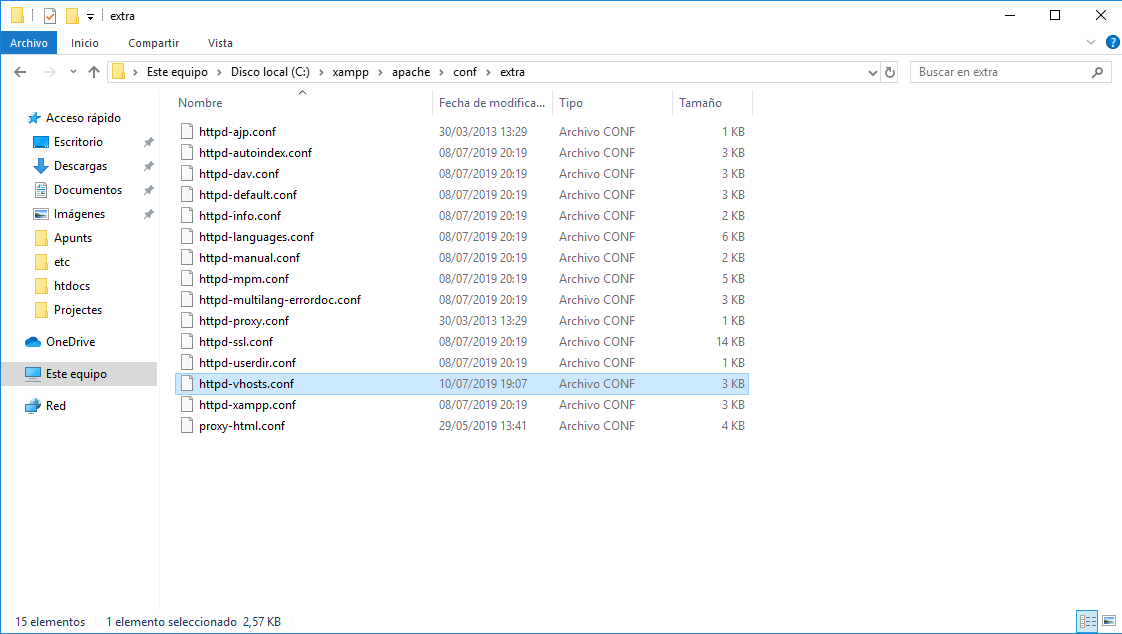 extra
Archivo Inicio Compartir Vista
Este equipo Disco local (C:) xampp apache conf extra Buscar en extra
Acceso rápido
Escritorio
Descargas
Documentos
Imágenes
Apunts
etc
htdocs
Projectes
OneDrive
Este equipo
Red
Nombre Fecha de modifica... Tipo Tamaño
httpd-ajp.conf 30/03/2013 13:29 Archivo CONF 1 KB
httpd-autoindex.conf 08/07/2019 20:19 Archivo CONF 3 KB
httpd-dav.conf 08/07/2019 20:19 Archivo CONF 3 KB
httpd-default.conf 08/07/2019 20:19 Archivo CONF 3 KB
httpd-info.conf 08/07/2019 20:19 Archivo CONF 2 KB
httpd-languages.conf 08/07/2019 20:19 Archivo CONF 6 KB
httpd-manual.conf 08/07/2019 20:19 Archivo CONF 2 KB
httpd-mpm.conf 08/07/2019 20:19 Archivo CONF 5 KB
httpd-multilang-errordoc.conf 08/07/2019 20:19 Archivo CONF 3 KB
httpd-proxy.conf 30/03/2013 13:29 Archivo CONF 1 KB
httpd-ssl.conf 08/07/2019 20:19 Archivo CONF 14 KB
httpd-userdir.conf 08/07/2019 20:19 Archivo CONF 1 KB
httpd-vhosts.conf 10/07/2019 19:07 Archivo CONF 3 KB
httpd-xampp.conf 08/07/2019 20:19 Archivo CONF 3 KB
proxy-html.conf 29/05/2019 13:41 Archivo CONF 4 KB
15 elementos 1 elemento seleccionado 2,57 KB